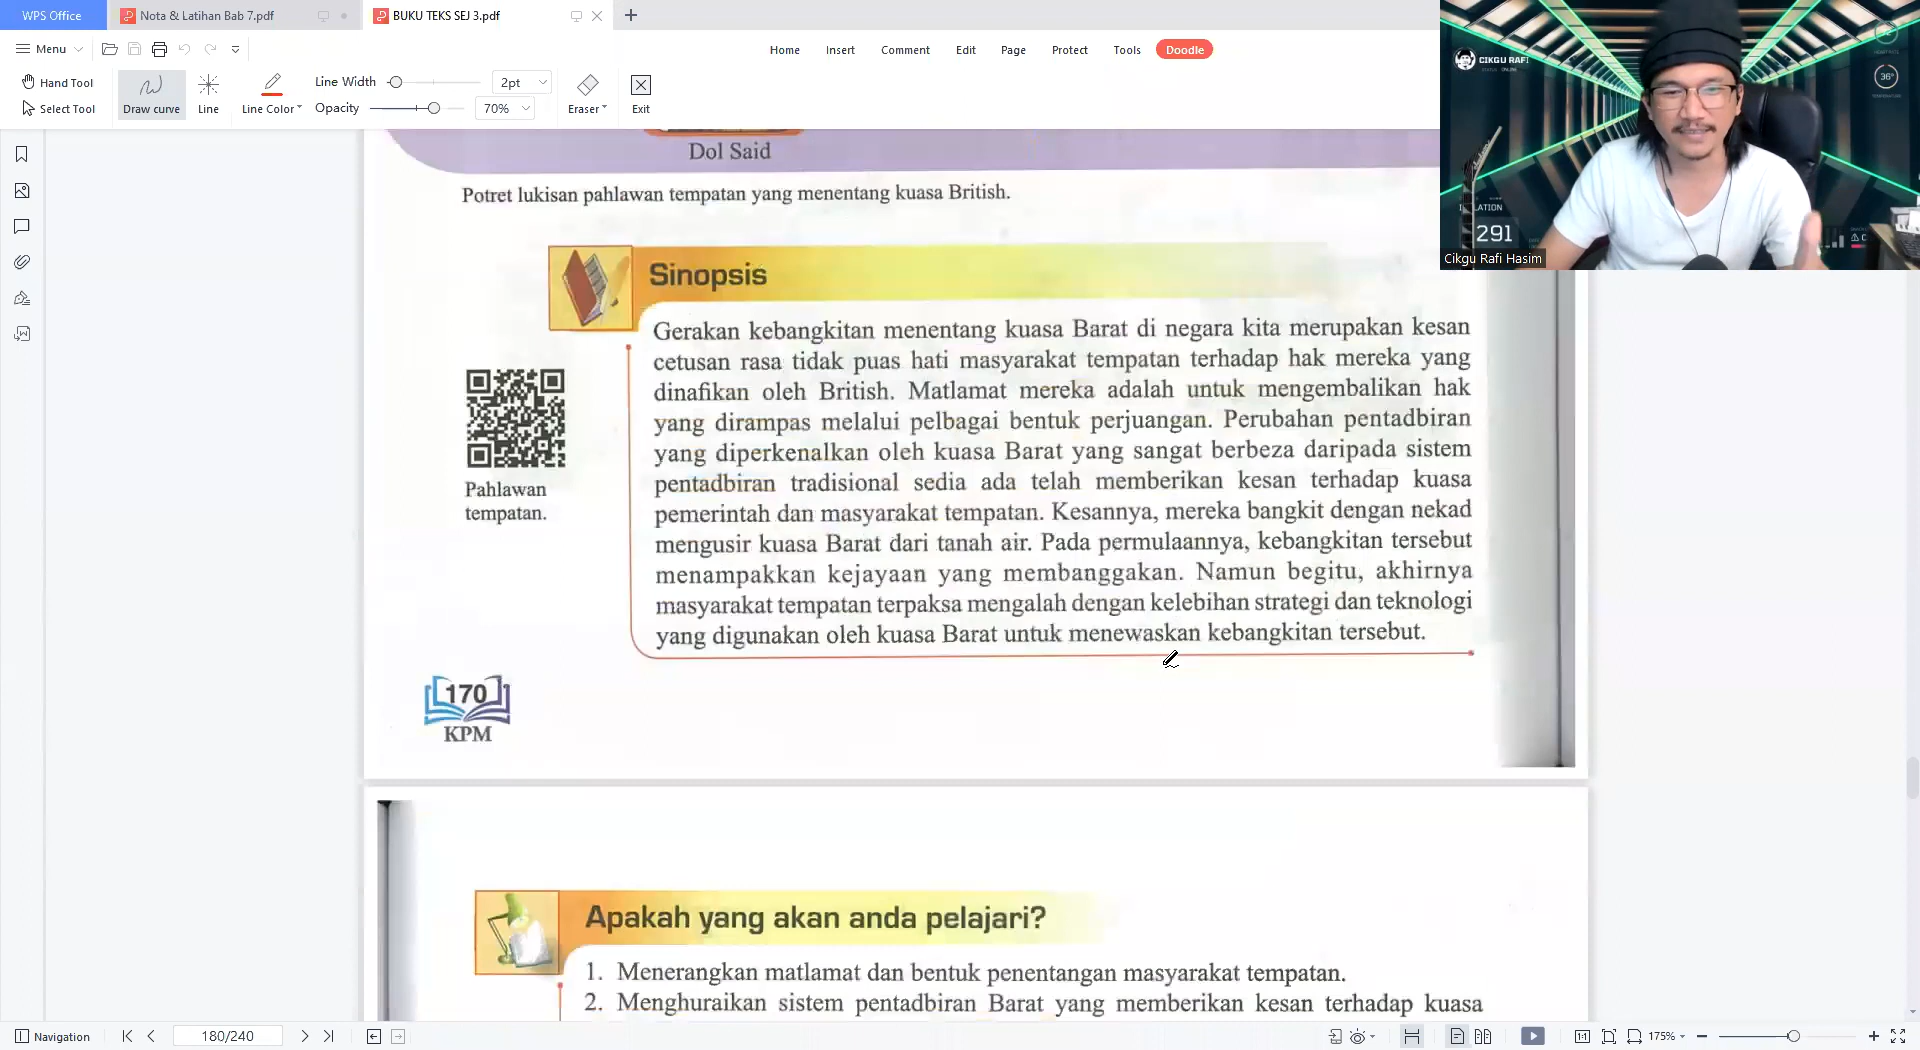 WPS Office
Nota & Latihan Bab 7.pdf
BUKU TEKS SEJ 3.pdf
Menu
Home
Insert
Comment
Edit
Page
Protect
Tools
Doodle
Hand Tool
Select Tool
Draw curve
Line
Line Color
Line Width
2pt
Opacity
70%
Eraser
Exit
CIKGU RAFI
36°
291
Cikgu Rafi Hasim
Dol Said
Potret lukisan pahlawan tempatan yang menentang kuasa British.
Sinopsis
Gerakan kebangkitan menentang kuasa Barat di negara kita merupakan kesan
cetusan rasa tidak puas hati masyarakat tempatan terhadap hak mereka yang
dinafikan oleh British. Matlamat mereka adalah untuk mengembalikan hak
yang dirampas melalui pelbagai bentuk perjuangan. Perubahan pentadbiran
yang diperkenalkan oleh kuasa Barat yang sangat berbeza daripada sistem
pentadbiran tradisional sedia ada telah memberikan kesan terhadap kuasa
pemerintah dan masyarakat tempatan. Kesannya, mereka bangkit dengan nekad
mengusir kuasa Barat dari tanah air. Pada permulaannya, kebangkitan tersebut
menampakkan kejayaan yang membanggakan. Namun begitu, akhirnya
masyarakat tempatan terpaksa mengalah dengan kelebihan strategi dan teknologi
yang digunakan oleh kuasa Barat untuk menewaskan kebangkitan tersebut.
Pahlawan
tempatan.
170
KPM
Apakah yang akan anda pelajari?
1. Menerangkan matlamat dan bentuk penentangan masyarakat tempatan.
2. Menghuraikan sistem pentadbiran Barat yang memberikan kesan terhadap kuasa
Navigation
180/240
175%